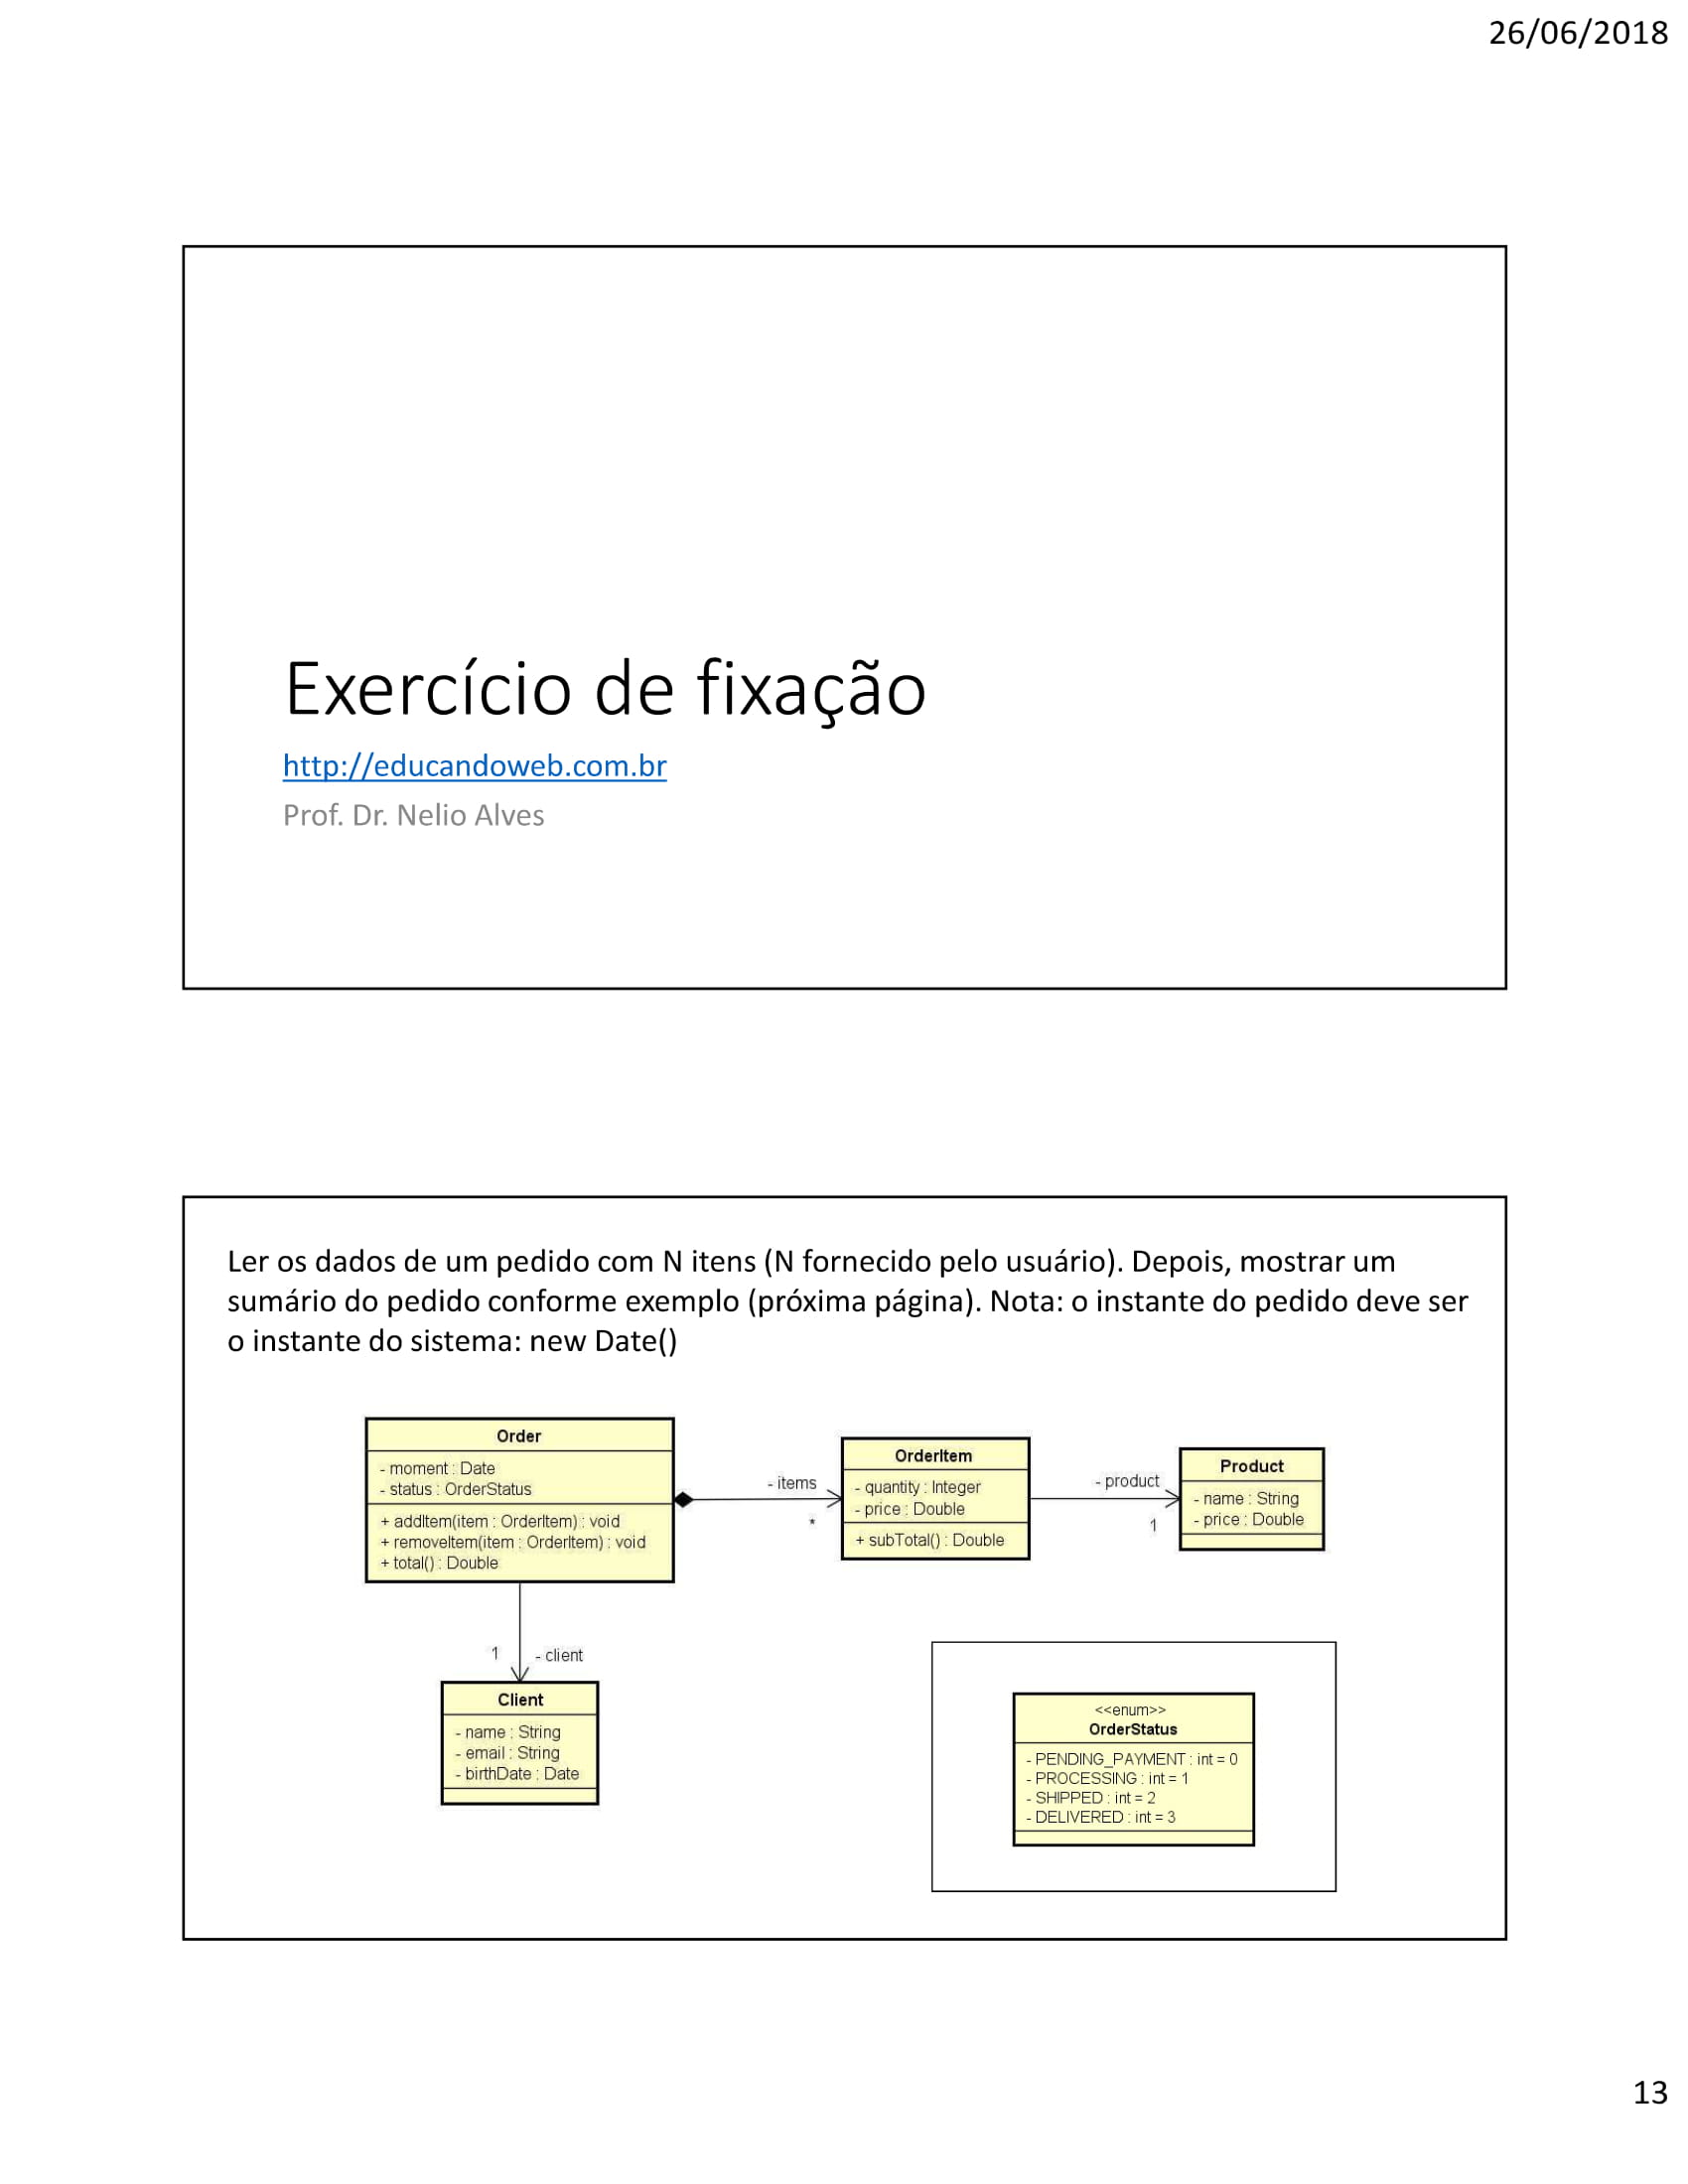 26/06/2018
Exercício de fixação
http://educandoweb.com.br
Prof. Dr. Nelio Alves
Ler os dados de um pedido com N itens (N fornecido pelo usuário). Depois, mostrar um
sumário do pedido conforme exemplo (próxima página). Nota: o instante do pedido deve ser
o instante do sistema: new Date()
Order
- moment : Date
- status : OrderStatus
+ addItem(item : OrderItem) : void
+ removeItem(item : OrderItem) : void
+ total() : Double
- items
*
OrderItem
- quantity : Integer
- price : Double
+ subTotal() : Double
- product
1
Product
- name : String
- price : Double
1
- client
Client
- name : String
- email : String
- birthDate : Date
<<enum>>
OrderStatus
- PENDING_PAYMENT : int = 0
- PROCESSING : int = 1
- SHIPPED : int = 2
- DELIVERED : int = 3
13